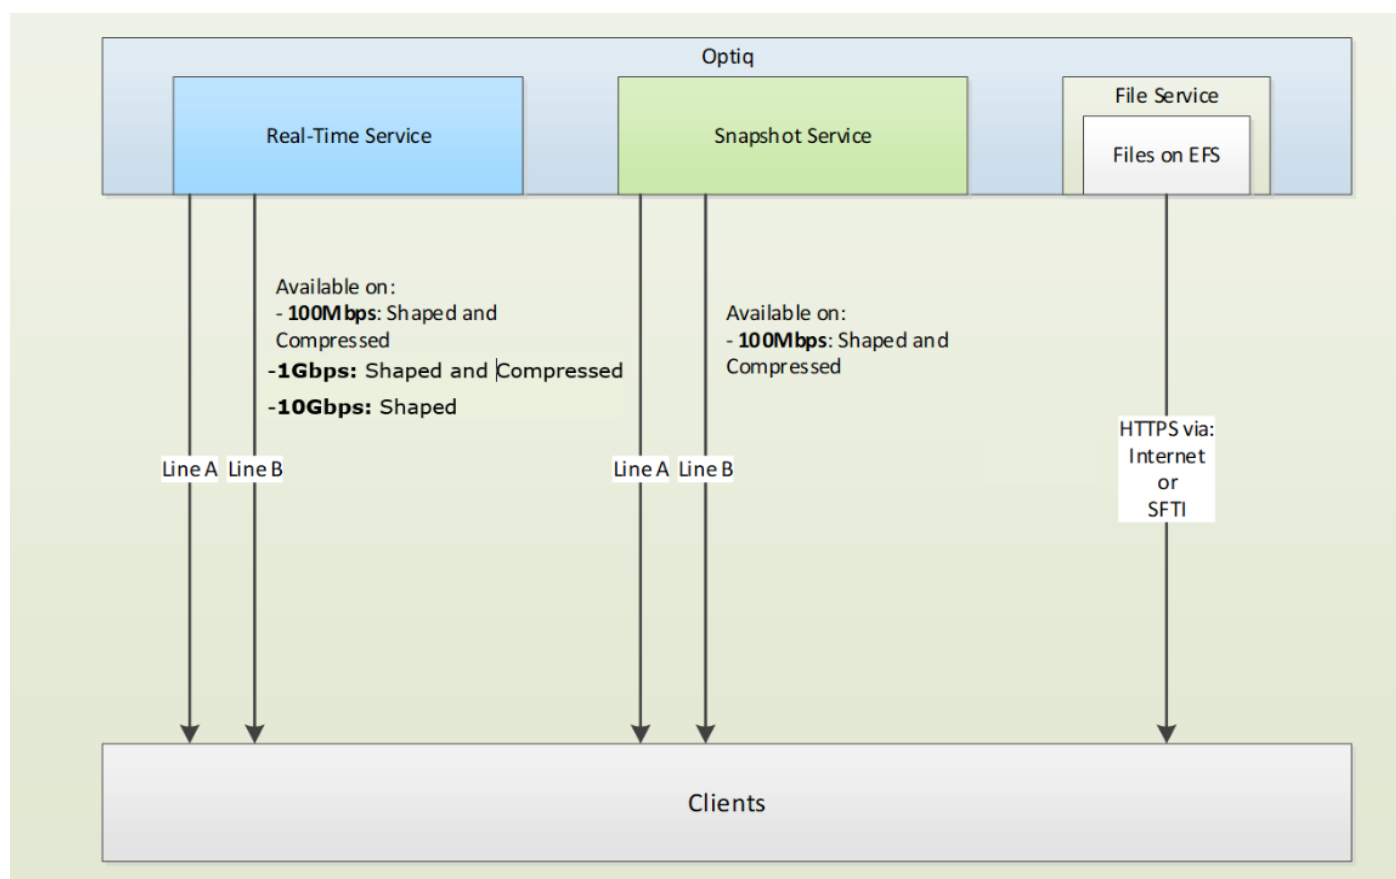 Optiq
Real-Time Service
Snapshot Service
File Service
Files on EFS
Available on:
- 100Mbps: Shaped and
Compressed
-1Gbps: Shaped and Compressed
-10Gbps: Shaped
Available on:
- 100Mbps: Shaped and
Compressed
HTTPS via:
Internet
or
SFTI
Line A
Line B
Line A
Line B
Clients